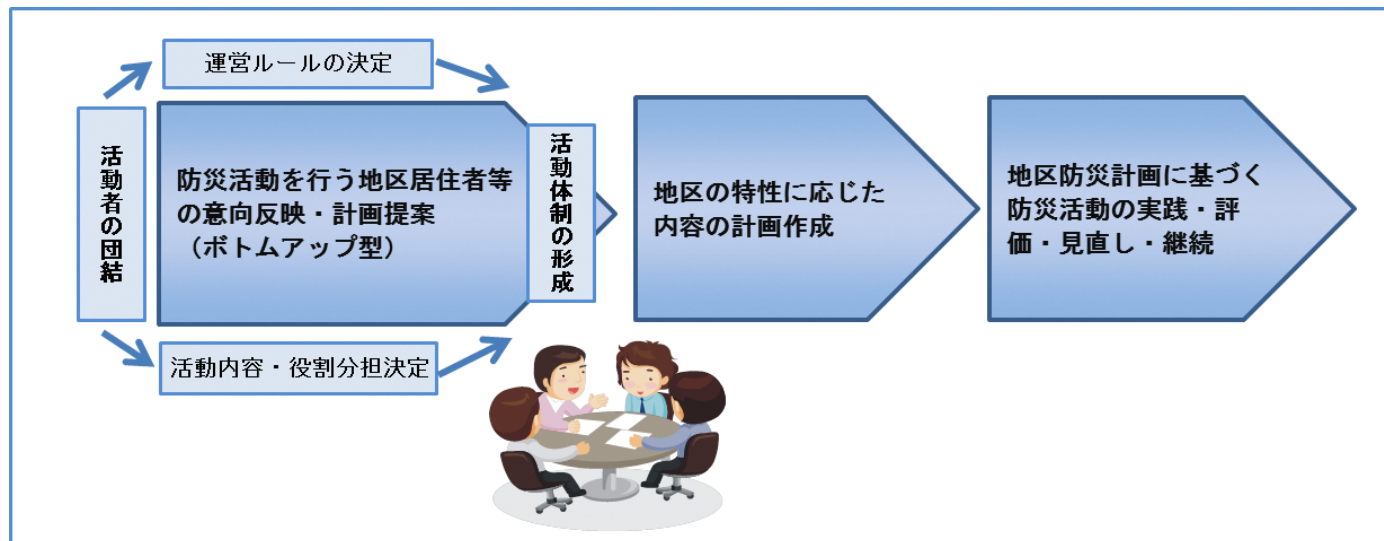 運営ルールの決定
活動者の団結
防災活動を行う地区居住者等
の意向反映・計画提案
（ボトムアップ型）
活動体制の形成
活動内容・役割分担決定
地区の特性に応じた
内容の計画作成
地区防災計画に基づく
防災活動の実践・評
価・見直し・継続